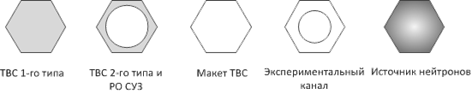 ТВС 1-го типа
ТВС 2-го типа и
РО СУЗ
Макет ТВС
Экспериментальный
канал
Источник нейтронов